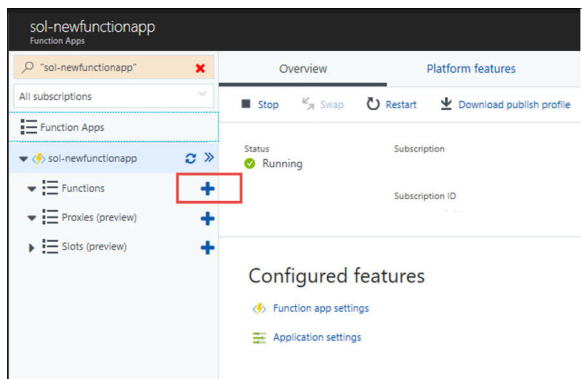 sol-newfunctionapp
Function Apps
"sol-newfunctionapp"
All subscriptions
Function Apps
sol-newfunctionapp
Functions
Proxies (preview)
Slots (preview)
Overview
Platform features
Stop
Swap
Restart
Download publish profile
Status
Running
Subscription
Subscription ID
Configured features
Function app settings
Application settings